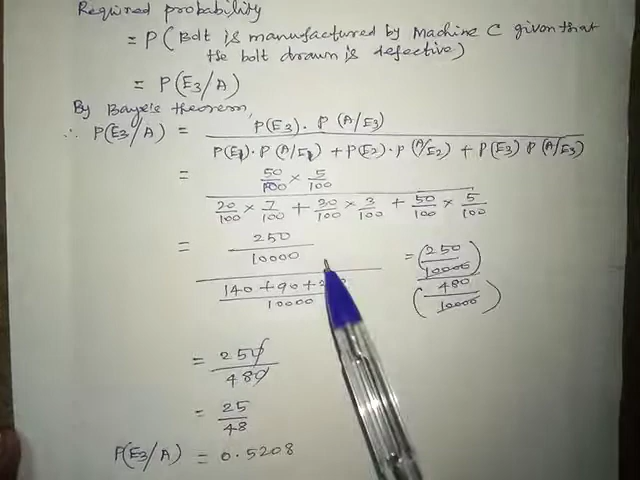 Required probability
= P( Bolt is manufactured by Machine C given that
the bolt drawn is defective)
= P(E₃/A)
By Baye's theorem,
∴ P(E₃/A) = P(E₃). P(A/E₃) / P(E₁). P(A/E₁) + P(E₂). P(A/E₂) + P(E₃) P(A/E₃)
= 50/100 × 5/100 / 20/100 × 7/100 + 30/100 × 3/100 + 50/100 × 5/100
= 250/10000 / 140 + 90 + 2 /10000 = (250/10000) / (480/10000)
= 250/480
= 25/48
P(E₃/A) = 0.5208